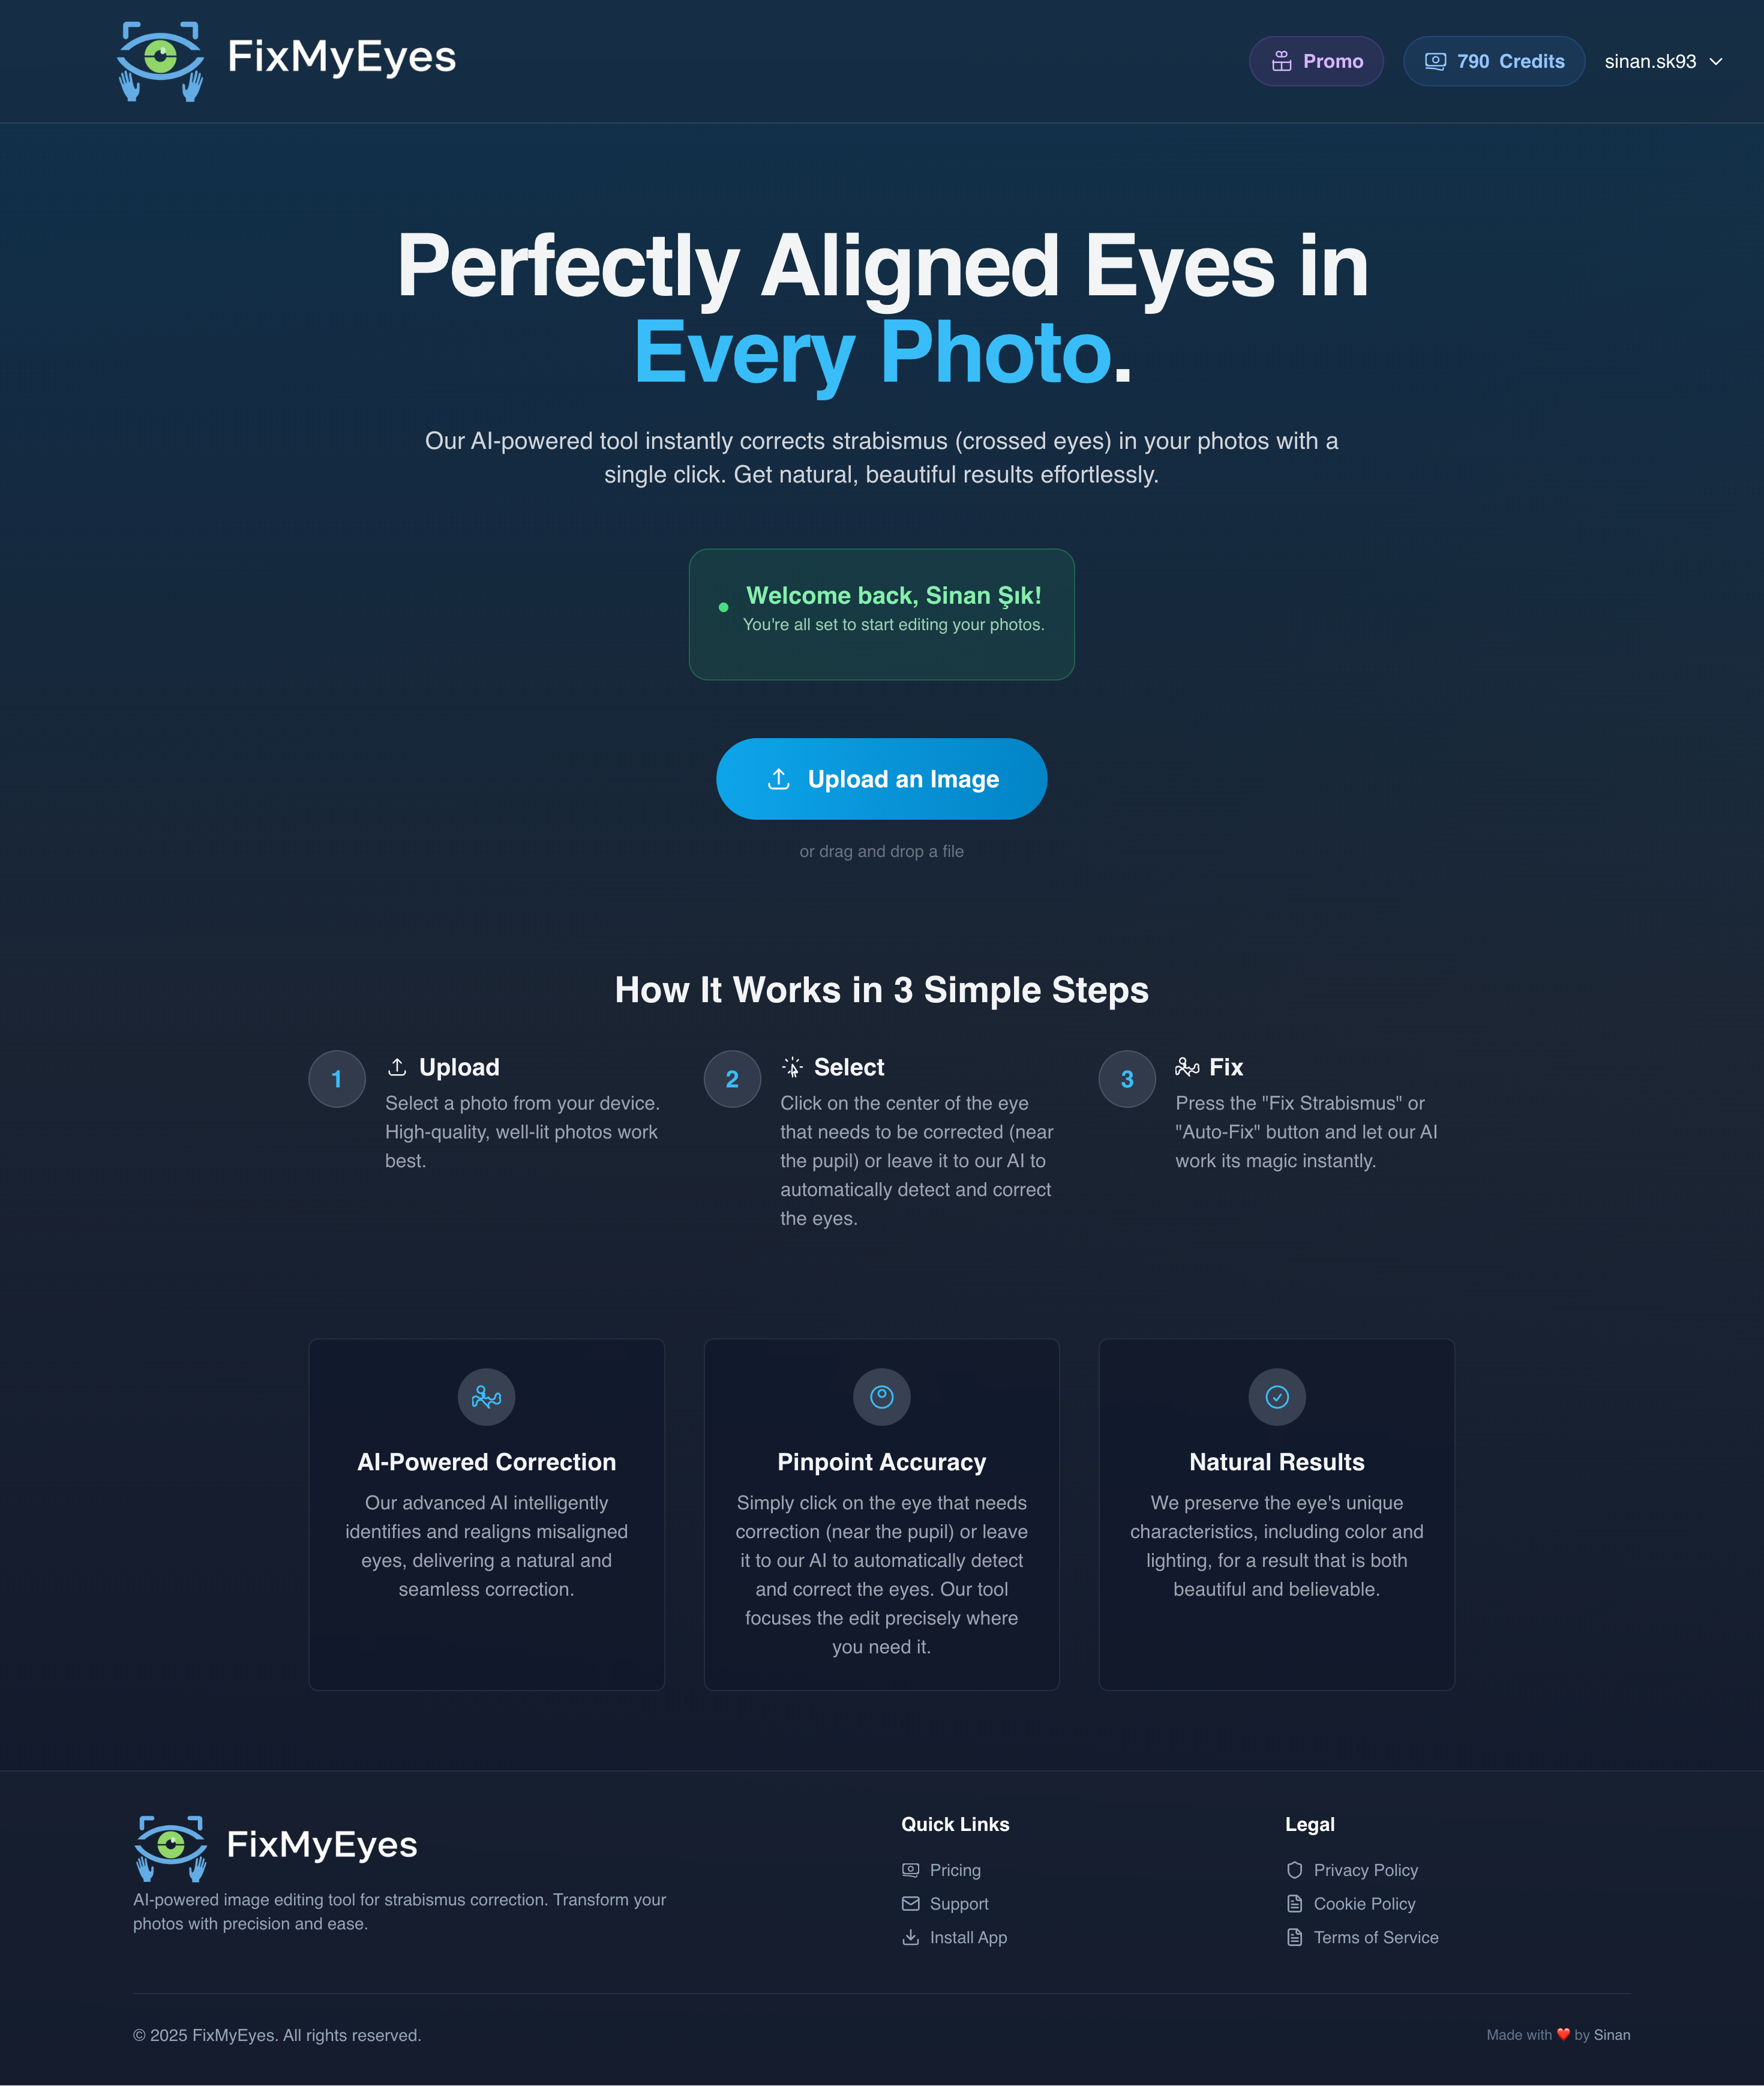 FixMyEyes
Promo
790 Credits
sinan.sk93
Perfectly Aligned Eyes in
Every Photo.
Our AI-powered tool instantly corrects strabismus (crossed eyes) in your photos with a
single click. Get natural, beautiful results effortlessly.
Welcome back, Sinan Şık!
You're all set to start editing your photos.
Upload an Image
or drag and drop a file
How It Works in 3 Simple Steps
1
Upload
Select a photo from your device.
High-quality, well-lit photos work
best.
2
Select
Click on the center of the eye
that needs to be corrected (near
the pupil) or leave it to our AI to
automatically detect and correct
the eyes.
3
Fix
Press the "Fix Strabismus" or
"Auto-Fix" button and let our AI
work its magic instantly.
AI-Powered Correction
Our advanced AI intelligently
identifies and realigns misaligned
eyes, delivering a natural and
seamless correction.
Pinpoint Accuracy
Simply click on the eye that needs
correction (near the pupil) or leave
it to our AI to automatically detect
and correct the eyes. Our tool
focuses the edit precisely where
you need it.
Natural Results
We preserve the eye's unique
characteristics, including color and
lighting, for a result that is both
beautiful and believable.
FixMyEyes
AI-powered image editing tool for strabismus correction. Transform your
photos with precision and ease.
Quick Links
Pricing
Support
Install App
Legal
Privacy Policy
Cookie Policy
Terms of Service
© 2025 FixMyEyes. All rights reserved.
Made with ❤️ by Sinan